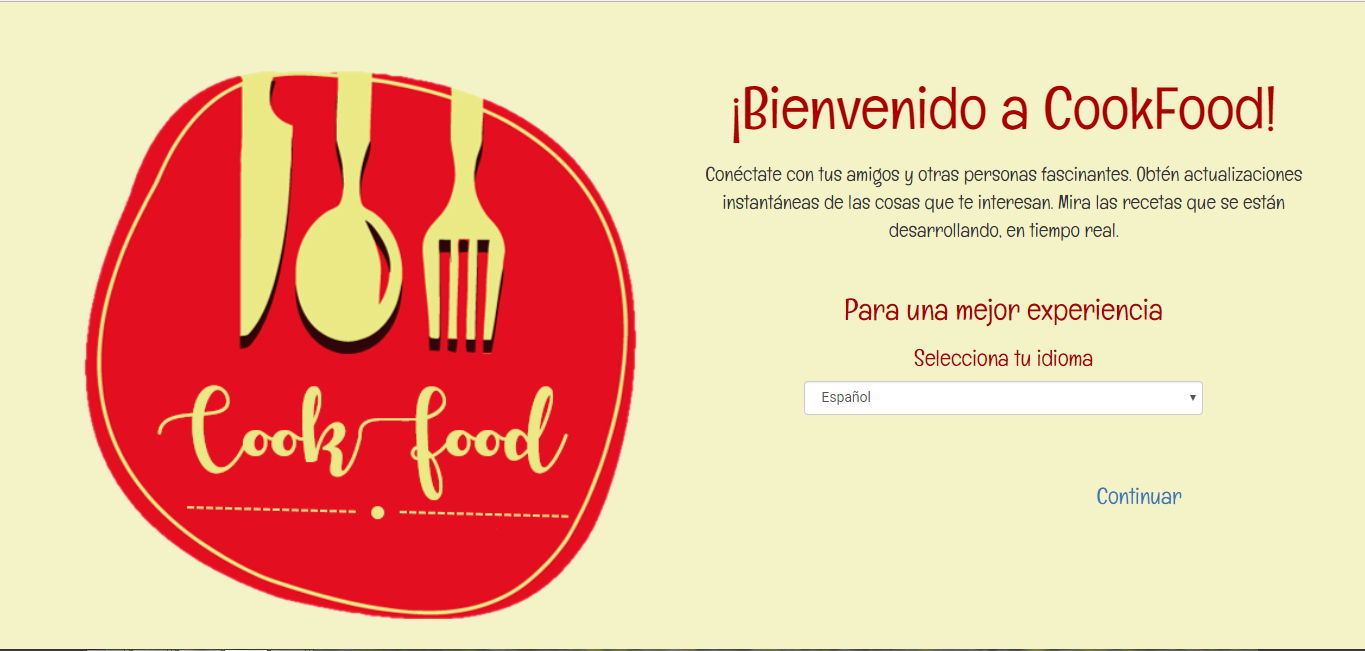 ¡Bienvenido a CookFood!
Conéctate con tus amigos y otras personas fascinantes. Obtén actualizaciones
instantáneas de las cosas que te interesan. Mira las recetas que se están
desarrollando, en tiempo real.
Para una mejor experiencia
Selecciona tu idioma
Español
Continuar
Cook food